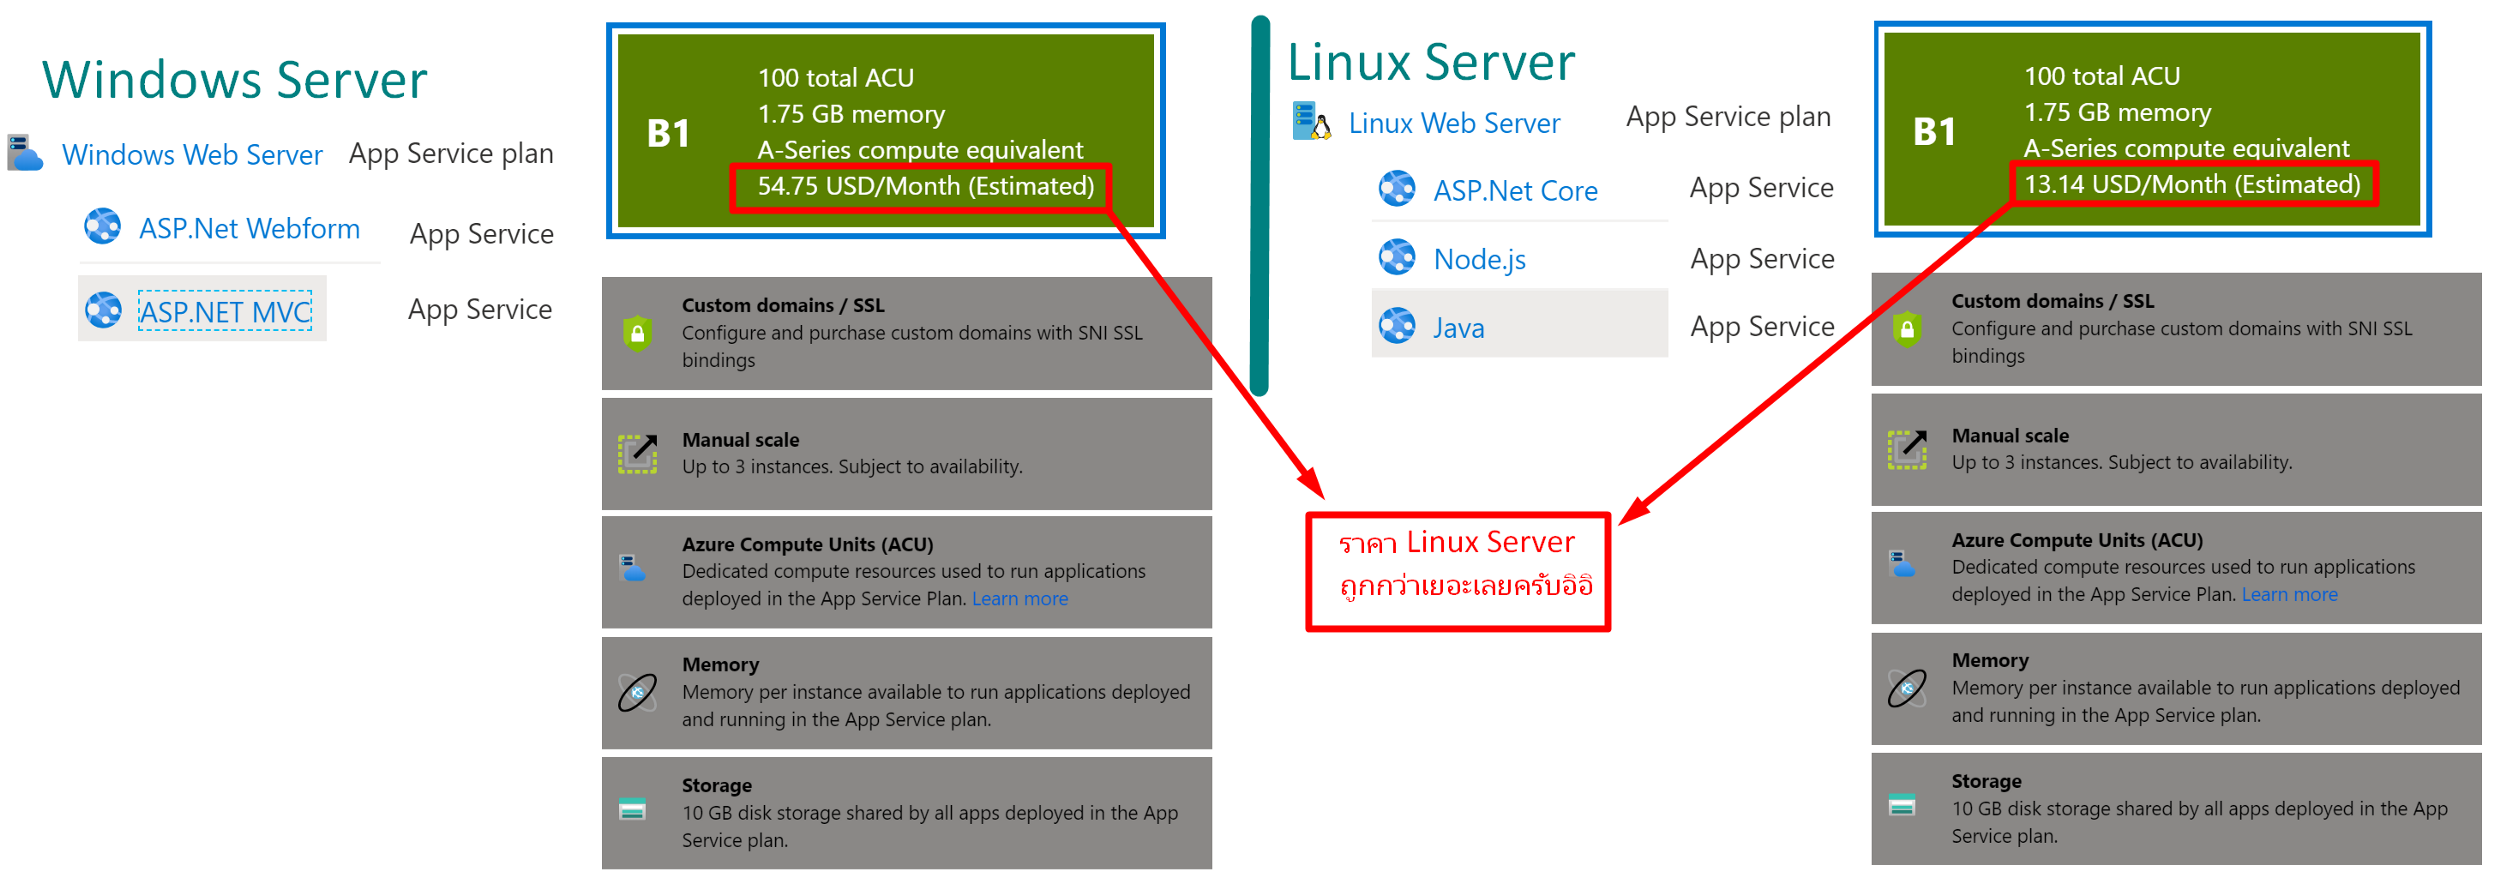 Windows Server
Windows Web Server App Service plan
ASP.Net Webform App Service
ASP.NET MVC App Service
B1
100 total ACU
1.75 GB memory
A-Series compute equivalent
54.75 USD/Month (Estimated)
Custom domains / SSL
Configure and purchase custom domains with SNI SSL
bindings
Manual scale
Up to 3 instances. Subject to availability.
Azure Compute Units (ACU)
Dedicated compute resources used to run applications
deployed in the App Service Plan. Learn more
Memory
Memory per instance available to run applications deployed
and running in the App Service plan.
Storage
10 GB disk storage shared by all apps deployed in the App
Service plan.
Linux Server
Linux Web Server App Service plan
ASP.Net Core App Service
Node.js App Service
Java App Service
ราคา Linux Server
ถูกกว่าเยอะเลยครับอิอิ
B1
100 total ACU
1.75 GB memory
A-Series compute equivalent
13.14 USD/Month (Estimated)
Custom domains / SSL
Configure and purchase custom domains with SNI SSL
bindings
Manual scale
Up to 3 instances. Subject to availability.
Azure Compute Units (ACU)
Dedicated compute resources used to run applications
deployed in the App Service Plan. Learn more
Memory
Memory per instance available to run applications deployed
and running in the App Service plan.
Storage
10 GB disk storage shared by all apps deployed in the App
Service plan.